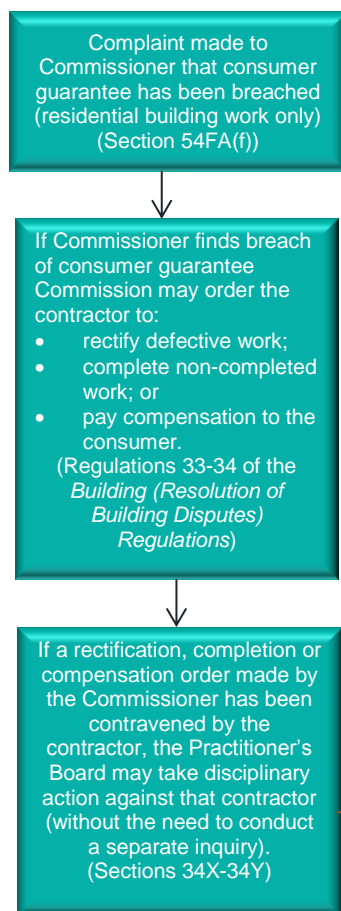 Complaint made to
Commissioner that consumer
guarantee has been breached
(residential building work only)
(Section 54FA(f))
If Commissioner finds breach
of consumer guarantee
Commission may order the
contractor to:
• rectify defective work;
• complete non-completed
work; or
• pay compensation to the
consumer.
(Regulations 33-34 of the
Building (Resolution of
Building Disputes)
Regulations)
If a rectification, completion or
compensation order made by
the Commissioner has been
contravened by the
contractor, the Practitioner's
Board may take disciplinary
action against that contractor
(without the need to conduct
a separate inquiry).
(Sections 34X-34Y)